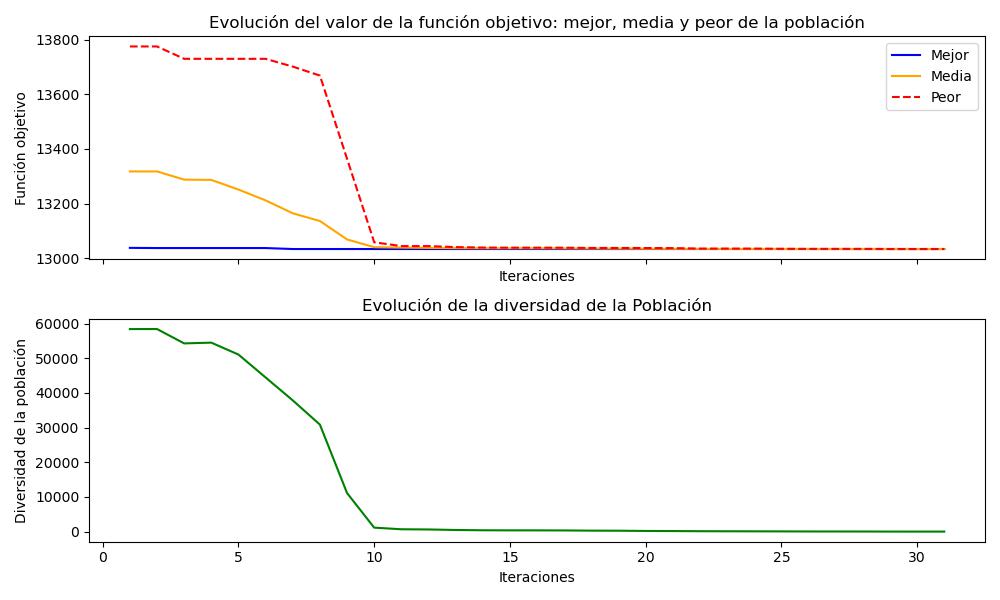 Evolución del valor de la función objetivo: mejor, media y peor de la población
13800
13600
13400
13200
13000
Función objetivo
Mejor
Media
Peor
Iteraciones
Evolución de la diversidad de la Población
60000
50000
40000
30000
20000
10000
0
Diversidad de la población
0 5 10 15 20 25 30
Iteraciones